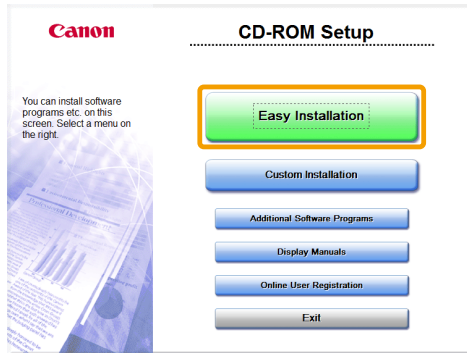 Canon
CD-ROM Setup
You can install software
programs etc. on this
screen. Select a menu on
the right.
Easy Installation
Custom Installation
Additional Software Programs
Display Manuals
Online User Registration
Exit